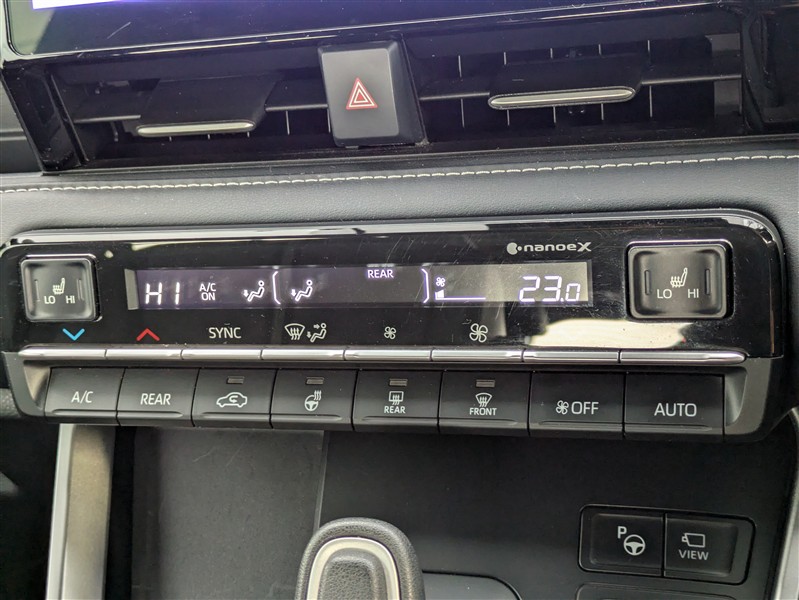 nanoeX
LO HI
HI A/C ON REAR 23.0
LO HI
SYNC
A/C REAR REAR FRONT OFF AUTO
P
VIEW